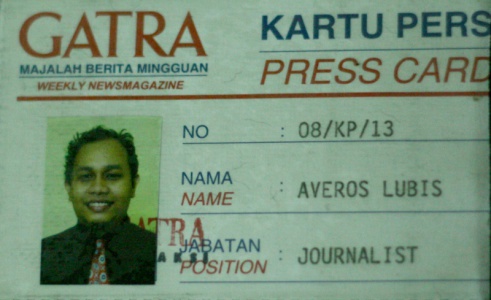 GATRA
MAJALAH BERITA MINGGUAN
WEEKLY NEWSMAGAZINE
KARTU PERS
PRESS CARD
NO : 08/KP/13
NAMA
NAME : AVEROS LUBIS
JABATAN
POSITION : JOURNALIST